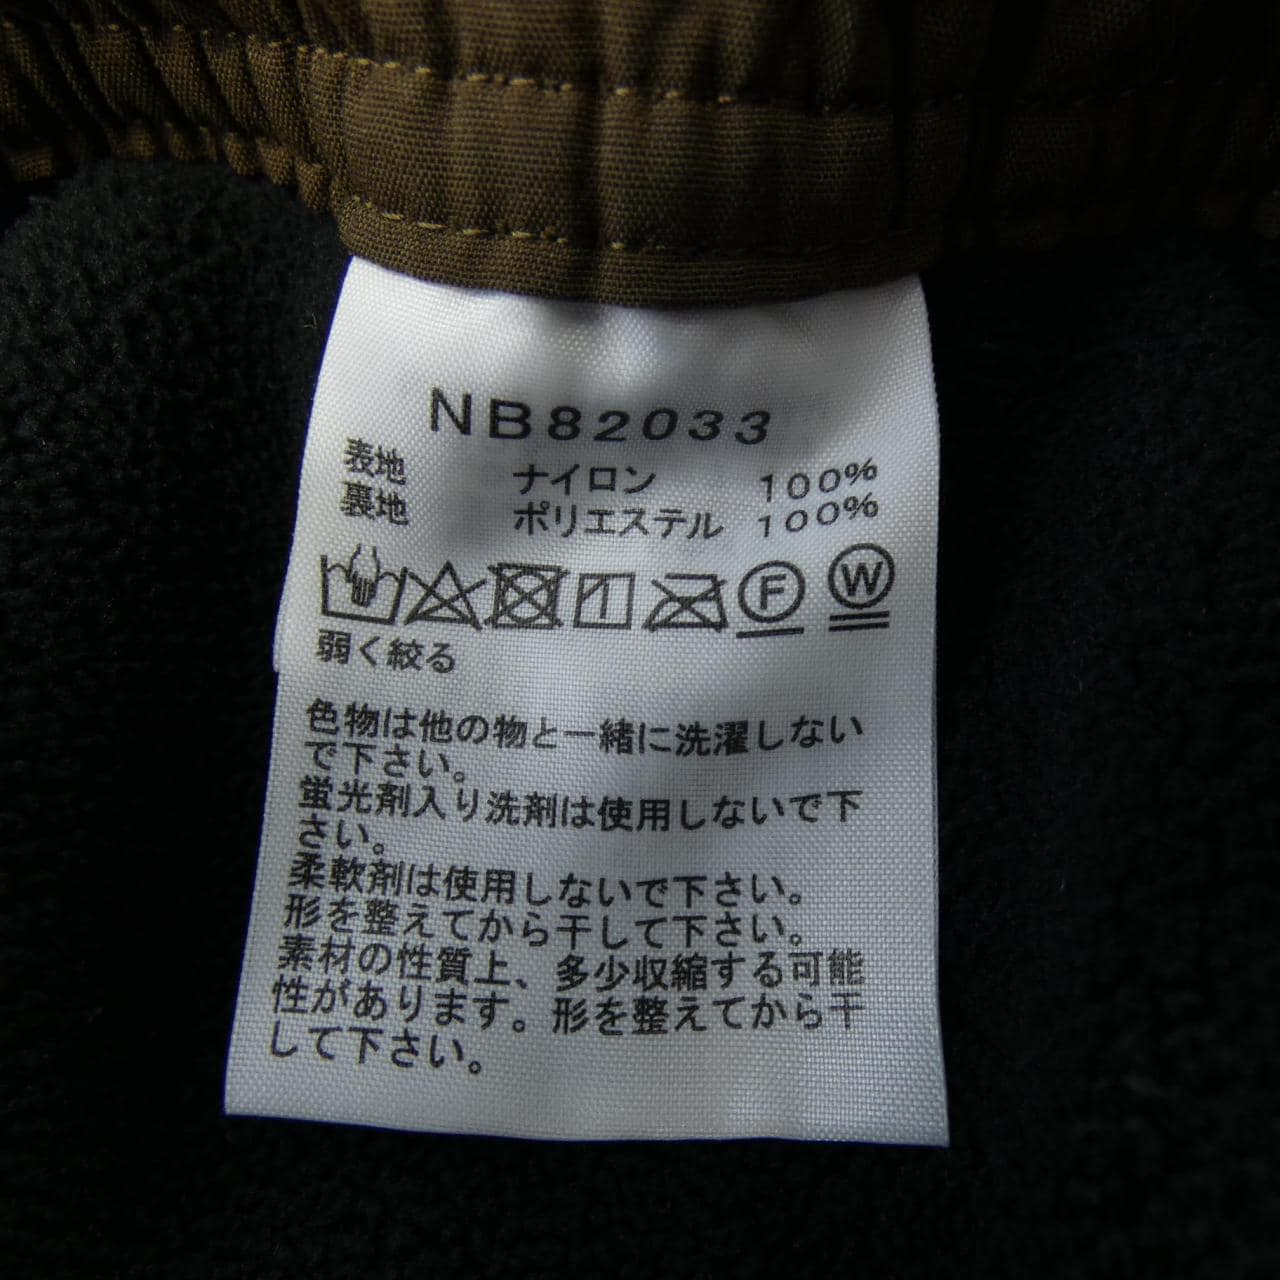 NB82033
表地 ナイロン 100%
裏地 ポリエステル 100%
F W
弱く絞る
色物は他の物と一緒に洗濯しない
で下さい。
蛍光剤入り洗剤は使用しないで下
さい。
柔軟剤は使用しないで下さい。
形を整えてから干して下さい。
素材の性質上、多少収縮する可能
性があります。形を整えてから干
して下さい。